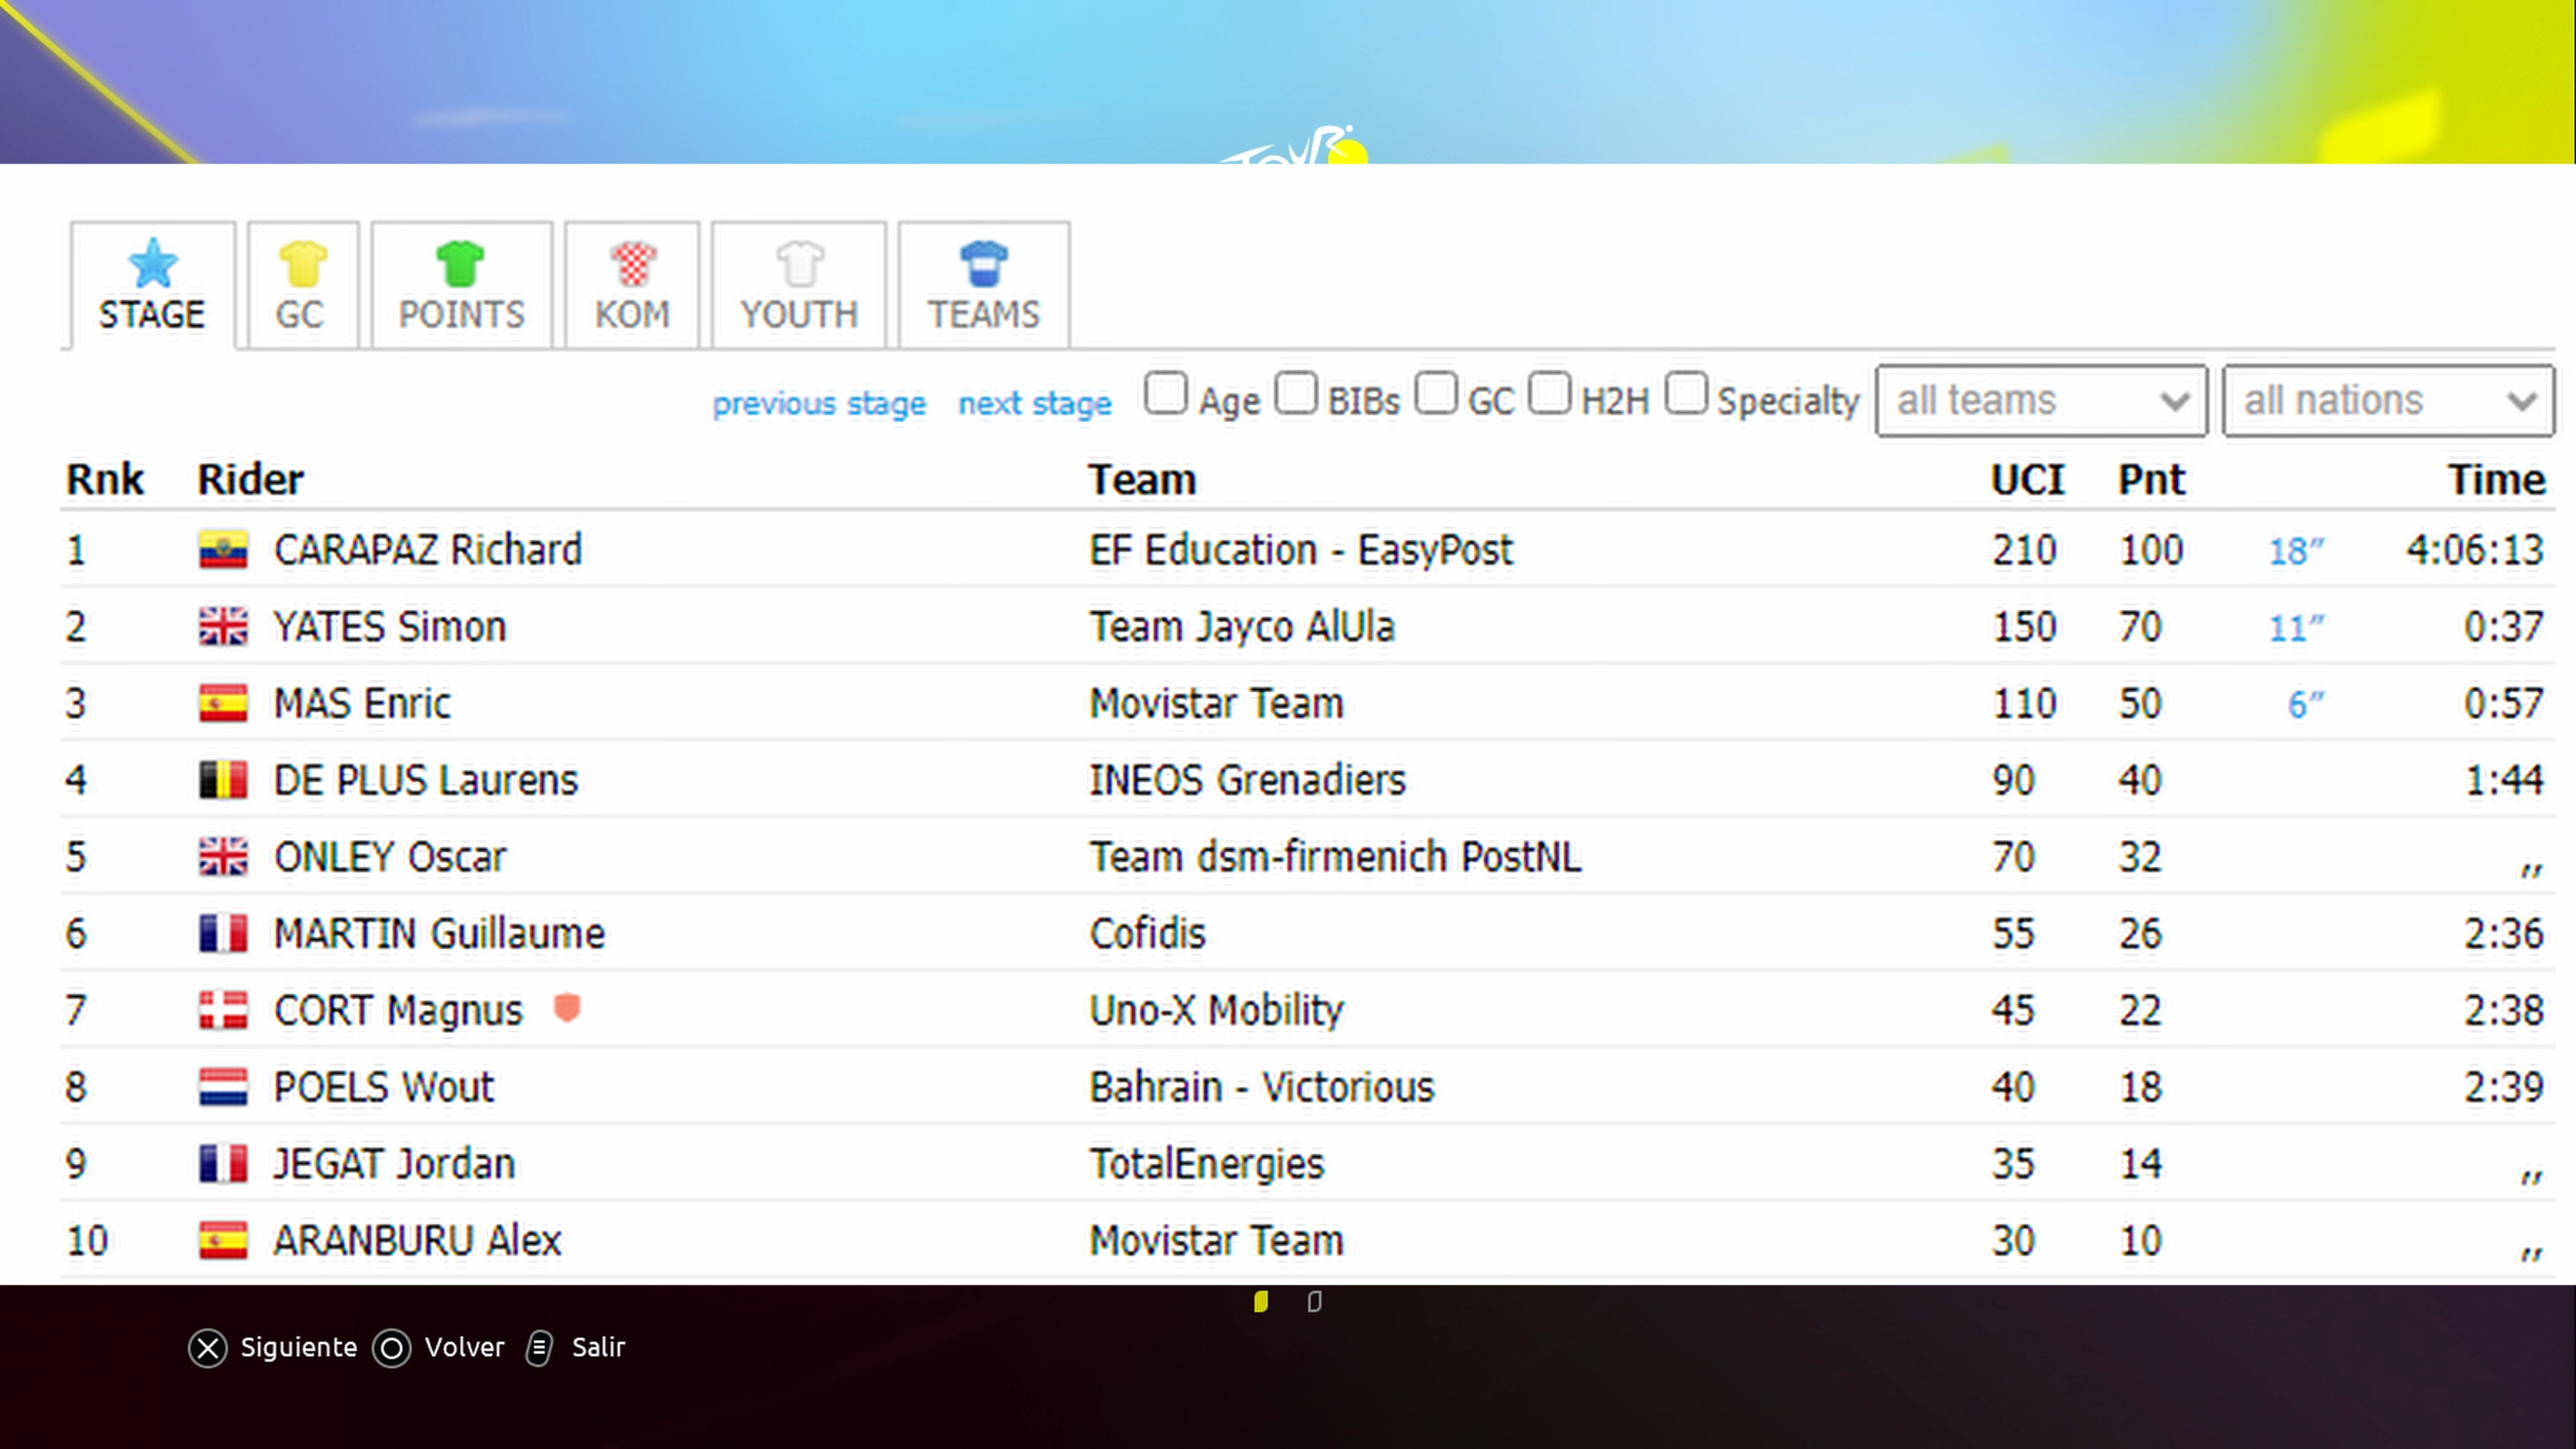 TOUR
STAGE GC POINTS KOM YOUTH TEAMS
previous stage next stage Age BIBs GC H2H Specialty all teams all nations
Rnk Rider Team UCI Pnt Time
1 CARAPAZ Richard EF Education - EasyPost 210 100 18″ 4:06:13
2 YATES Simon Team Jayco AlUla 150 70 11″ 0:37
3 MAS Enric Movistar Team 110 50 6″ 0:57
4 DE PLUS Laurens INEOS Grenadiers 90 40 1:44
5 ONLEY Oscar Team dsm-firmenich PostNL 70 32 ,,
6 MARTIN Guillaume Cofidis 55 26 2:36
7 CORT Magnus Uno-X Mobility 45 22 2:38
8 POELS Wout Bahrain - Victorious 40 18 2:39
9 JEGAT Jordan TotalEnergies 35 14 ,,
10 ARANBURU Alex Movistar Team 30 10 ,,
Siguiente Volver Salir